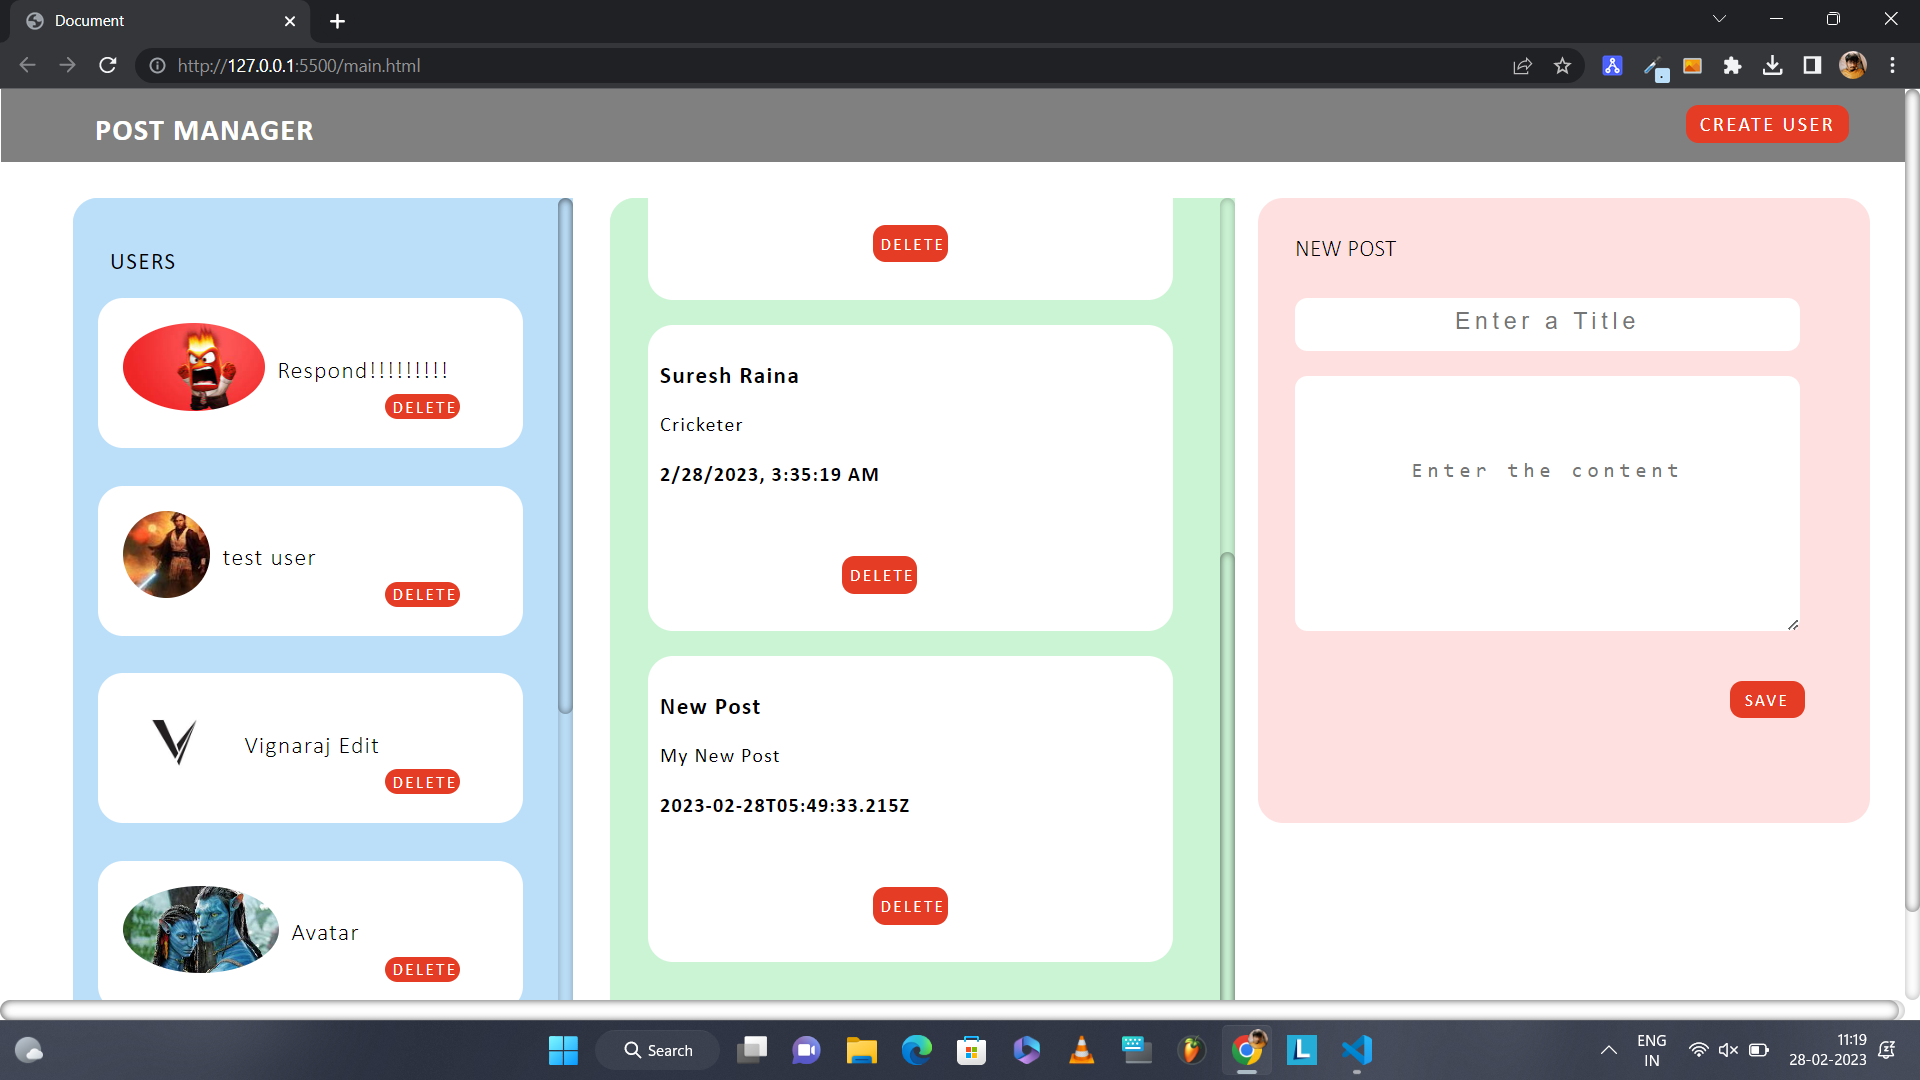 Document
http://127.0.0.1:5500/main.html
POST MANAGER
CREATE USER
USERS
Respond!!!!!!!!!!
DELETE
test user
DELETE
Vignaraj Edit
DELETE
Avatar
DELETE
DELETE
Suresh Raina
Cricketer
2/28/2023, 3:35:19 AM
DELETE
New Post
My New Post
2023-02-28T05:49:33.215Z
DELETE
NEW POST
Enter a Title
Enter the content
SAVE
Search
ENG
IN
11:19
28-02-2023